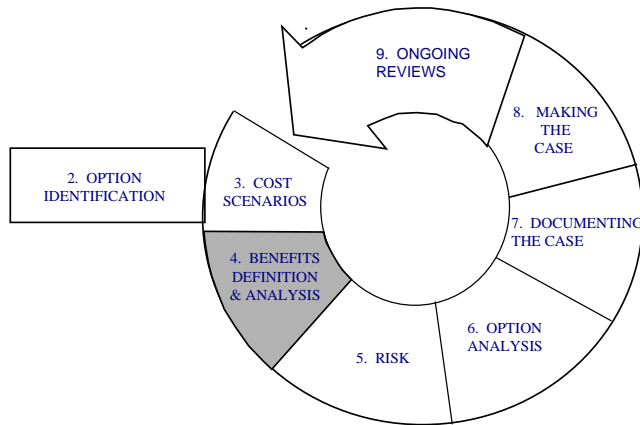 2. OPTION
IDENTIFICATION
3. COST
SCENARIOS
4. BENEFITS
DEFINITION
& ANALYSIS
5. RISK
6. OPTION
ANALYSIS
7. DOCUMENTING
THE CASE
8. MAKING
THE
CASE
9. ONGOING
REVIEWS